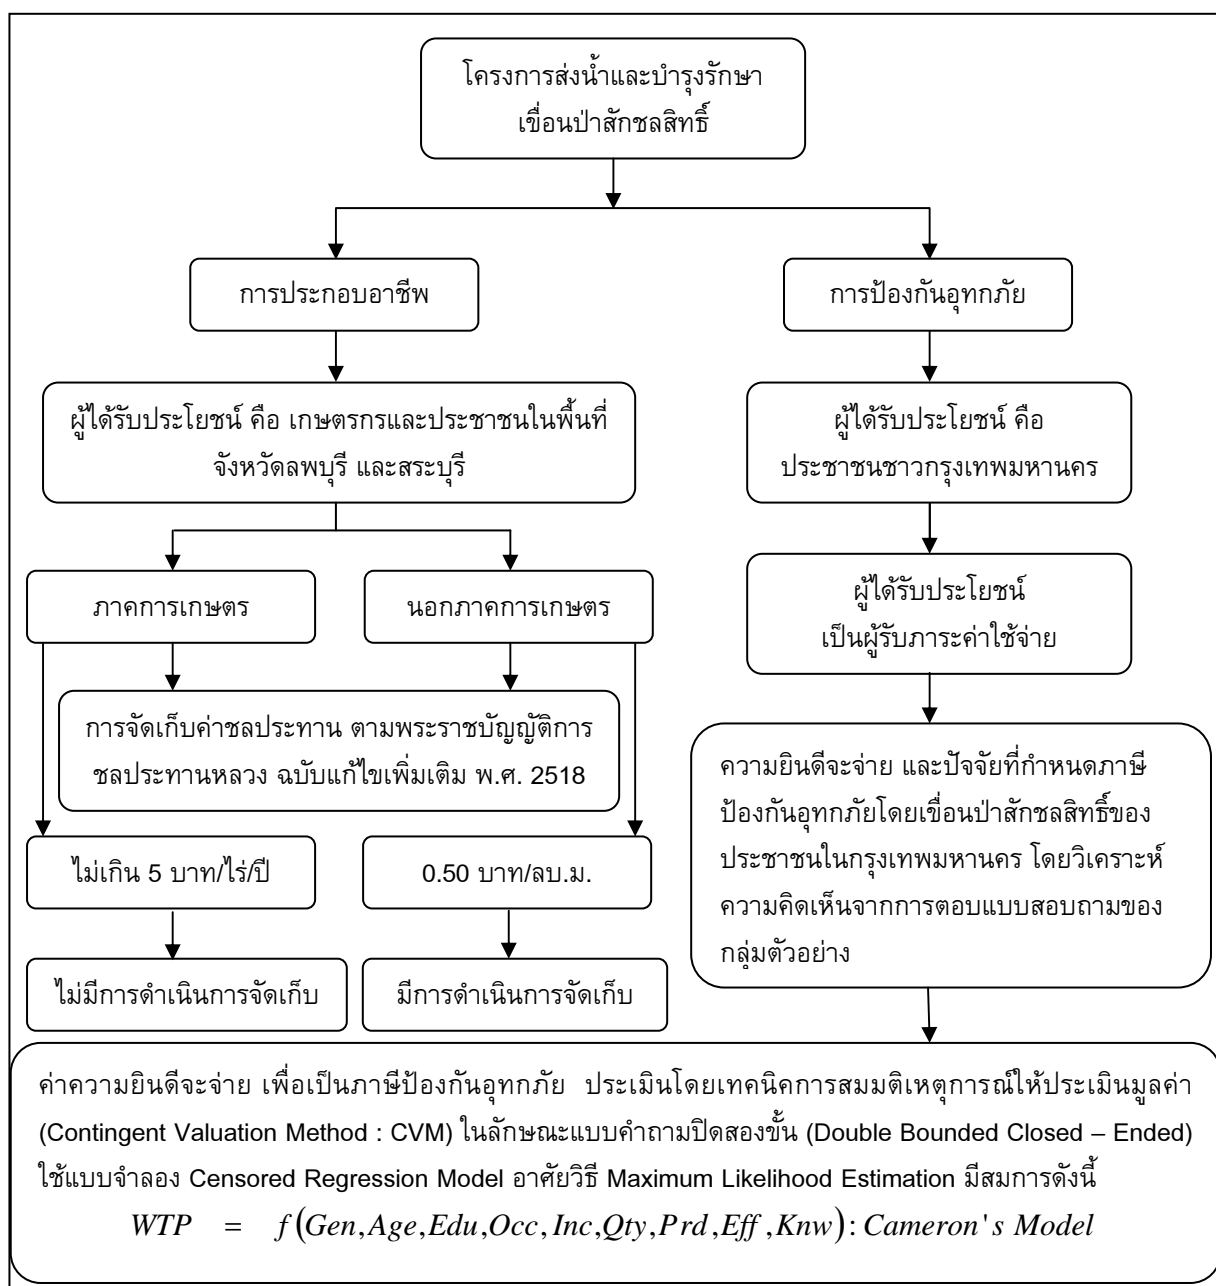 โครงการส่งน้ำและบำรุงรักษา
เขื่อนป่าสักชลสิทธิ์
การประกอบอาชีพ
การป้องกันอุทกภัย
ผู้ได้รับประโยชน์ คือ เกษตรกรและประชาชนในพื้นที่
จังหวัดลพบุรี และสระบุรี
ผู้ได้รับประโยชน์ คือ
ประชาชนชาวกรุงเทพมหานคร
ภาคการเกษตร
นอกภาคการเกษตร
ผู้ได้รับประโยชน์
เป็นผู้รับภาระค่าใช้จ่าย
การจัดเก็บค่าชลประทาน ตามพระราชบัญญัติการ
ชลประทานหลวง ฉบับแก้ไขเพิ่มเติม พ.ศ. 2518
ความยินดีจะจ่าย และปัจจัยที่กำหนดภาษี
ป้องกันอุทกภัยโดยเขื่อนป่าสักชลสิทธิ์ของ
ประชาชนในกรุงเทพมหานคร โดยวิเคราะห์
ความคิดเห็นจากการตอบแบบสอบถามของ
กลุ่มตัวอย่าง
ไม่เกิน 5 บาท/ไร่/ปี
0.50 บาท/ลบ.ม.
ไม่มีการดำเนินการจัดเก็บ
มีการดำเนินการจัดเก็บ
ค่าความยินดีจะจ่าย เพื่อเป็นภาษีป้องกันอุทกภัย ประเมินโดยเทคนิคการสมมติเหตุการณ์ให้ประเมินมูลค่า
(Contingent Valuation Method : CVM) ในลักษณะแบบคำถามปิดสองขั้น (Double Bounded Closed – Ended)
ใช้แบบจำลอง Censored Regression Model อาศัยวิธี Maximum Likelihood Estimation มีสมการดังนี้
WTP = f(Gen,Age,Edu,Occ,Inc,Qty,Prd,Eff,Knw): Cameron's Model